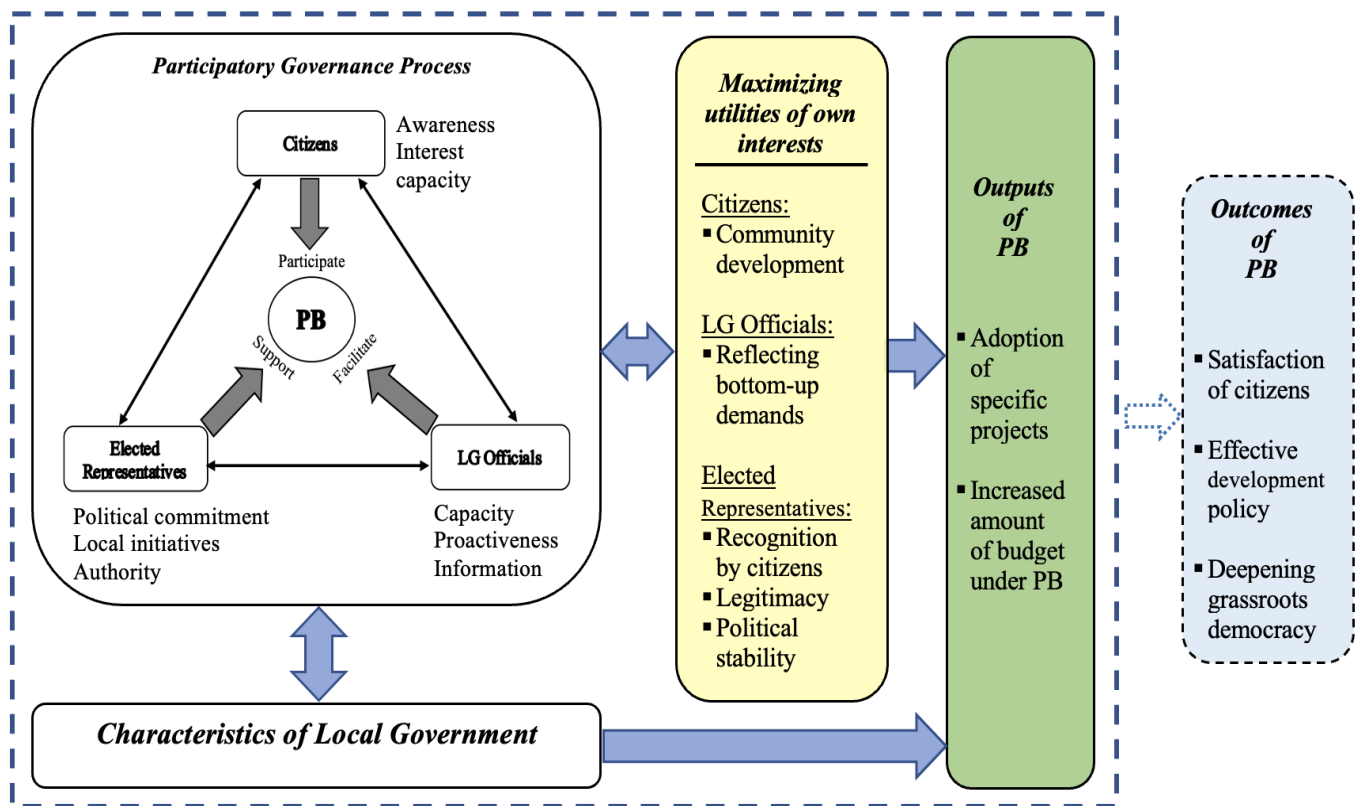 Participatory Governance Process
Citizens
Awareness
Interest
capacity
Participate
PB
Support
Facilitate
Elected
Representatives
LG Officials
Political commitment
Local initiatives
Authority
Capacity
Proactiveness
Information
Characteristics of Local Government
Maximizing
utilities of own
interests
Citizens:
▪ Community
development
LG Officials:
▪ Reflecting
bottom-up
demands
Elected
Representatives:
▪ Recognition
by citizens
▪ Legitimacy
▪ Political
stability
Outputs
of
PB
▪ Adoption
of
specific
projects
▪ Increased
amount
of budget
under PB
Outcomes
of
PB
▪ Satisfaction
of citizens
▪ Effective
development
policy
▪ Deepening
grassroots
democracy